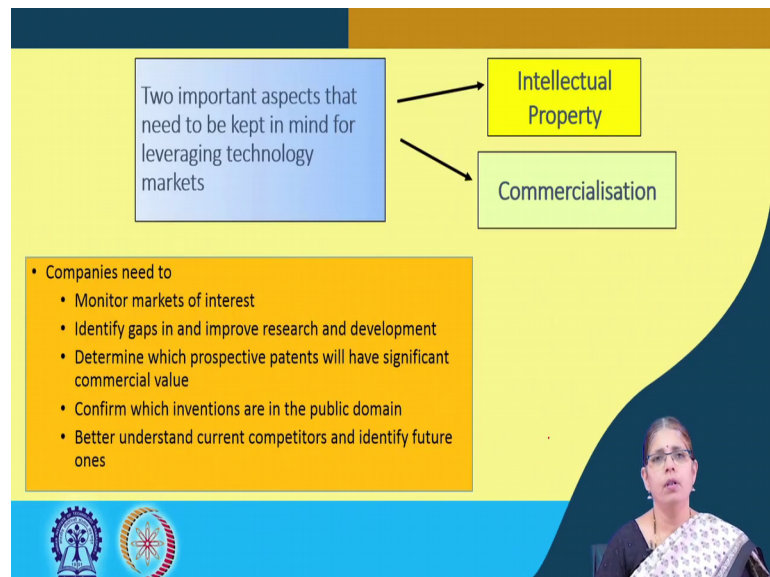 Two important aspects that
need to be kept in mind for
leveraging technology
markets
Intellectual
Property
Commercialisation
• Companies need to
• Monitor markets of interest
• Identify gaps in and improve research and development
• Determine which prospective patents will have significant
commercial value
• Confirm which inventions are in the public domain
• Better understand current competitors and identify future
ones